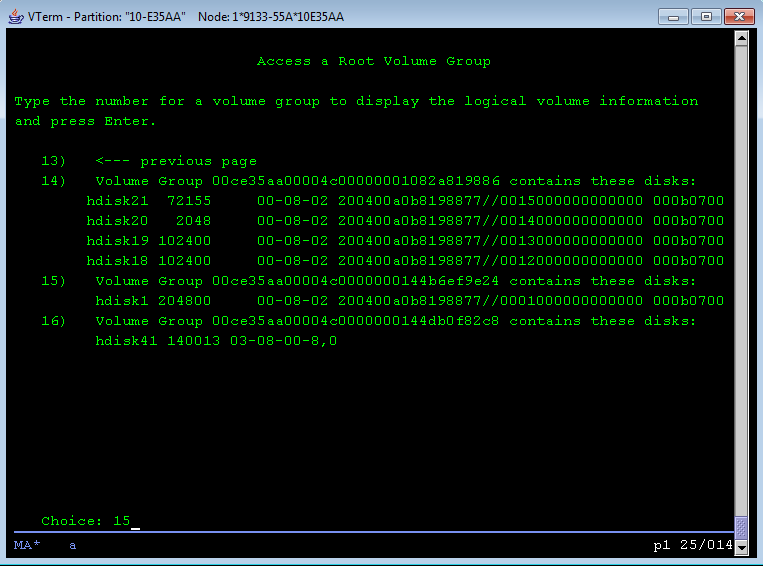 VTerm - Partition: "10-E35AA" Node: 1*9133-55A*10E35AA
Access a Root Volume Group
Type the number for a volume group to display the logical volume information
and press Enter.
13) <--- previous page
14) Volume Group 00ce35aa00004c00000001082a819886 contains these disks:
hdisk21 72155 00-08-02 200400a0b8198877//0015000000000000 000b0700
hdisk20 2048 00-08-02 200400a0b8198877//0014000000000000 000b0700
hdisk19 102400 00-08-02 200400a0b8198877//0013000000000000 000b0700
hdisk18 102400 00-08-02 200400a0b8198877//0012000000000000 000b0700
15) Volume Group 00ce35aa00004c0000000144b6ef9e24 contains these disks:
hdisk1 204800 00-08-02 200400a0b8198877//0001000000000000 000b0700
16) Volume Group 00ce35aa00004c0000000144db0f82c8 contains these disks:
hdisk41 140013 03-08-00-8,0
Choice: 15_
MA* a p1 25/014